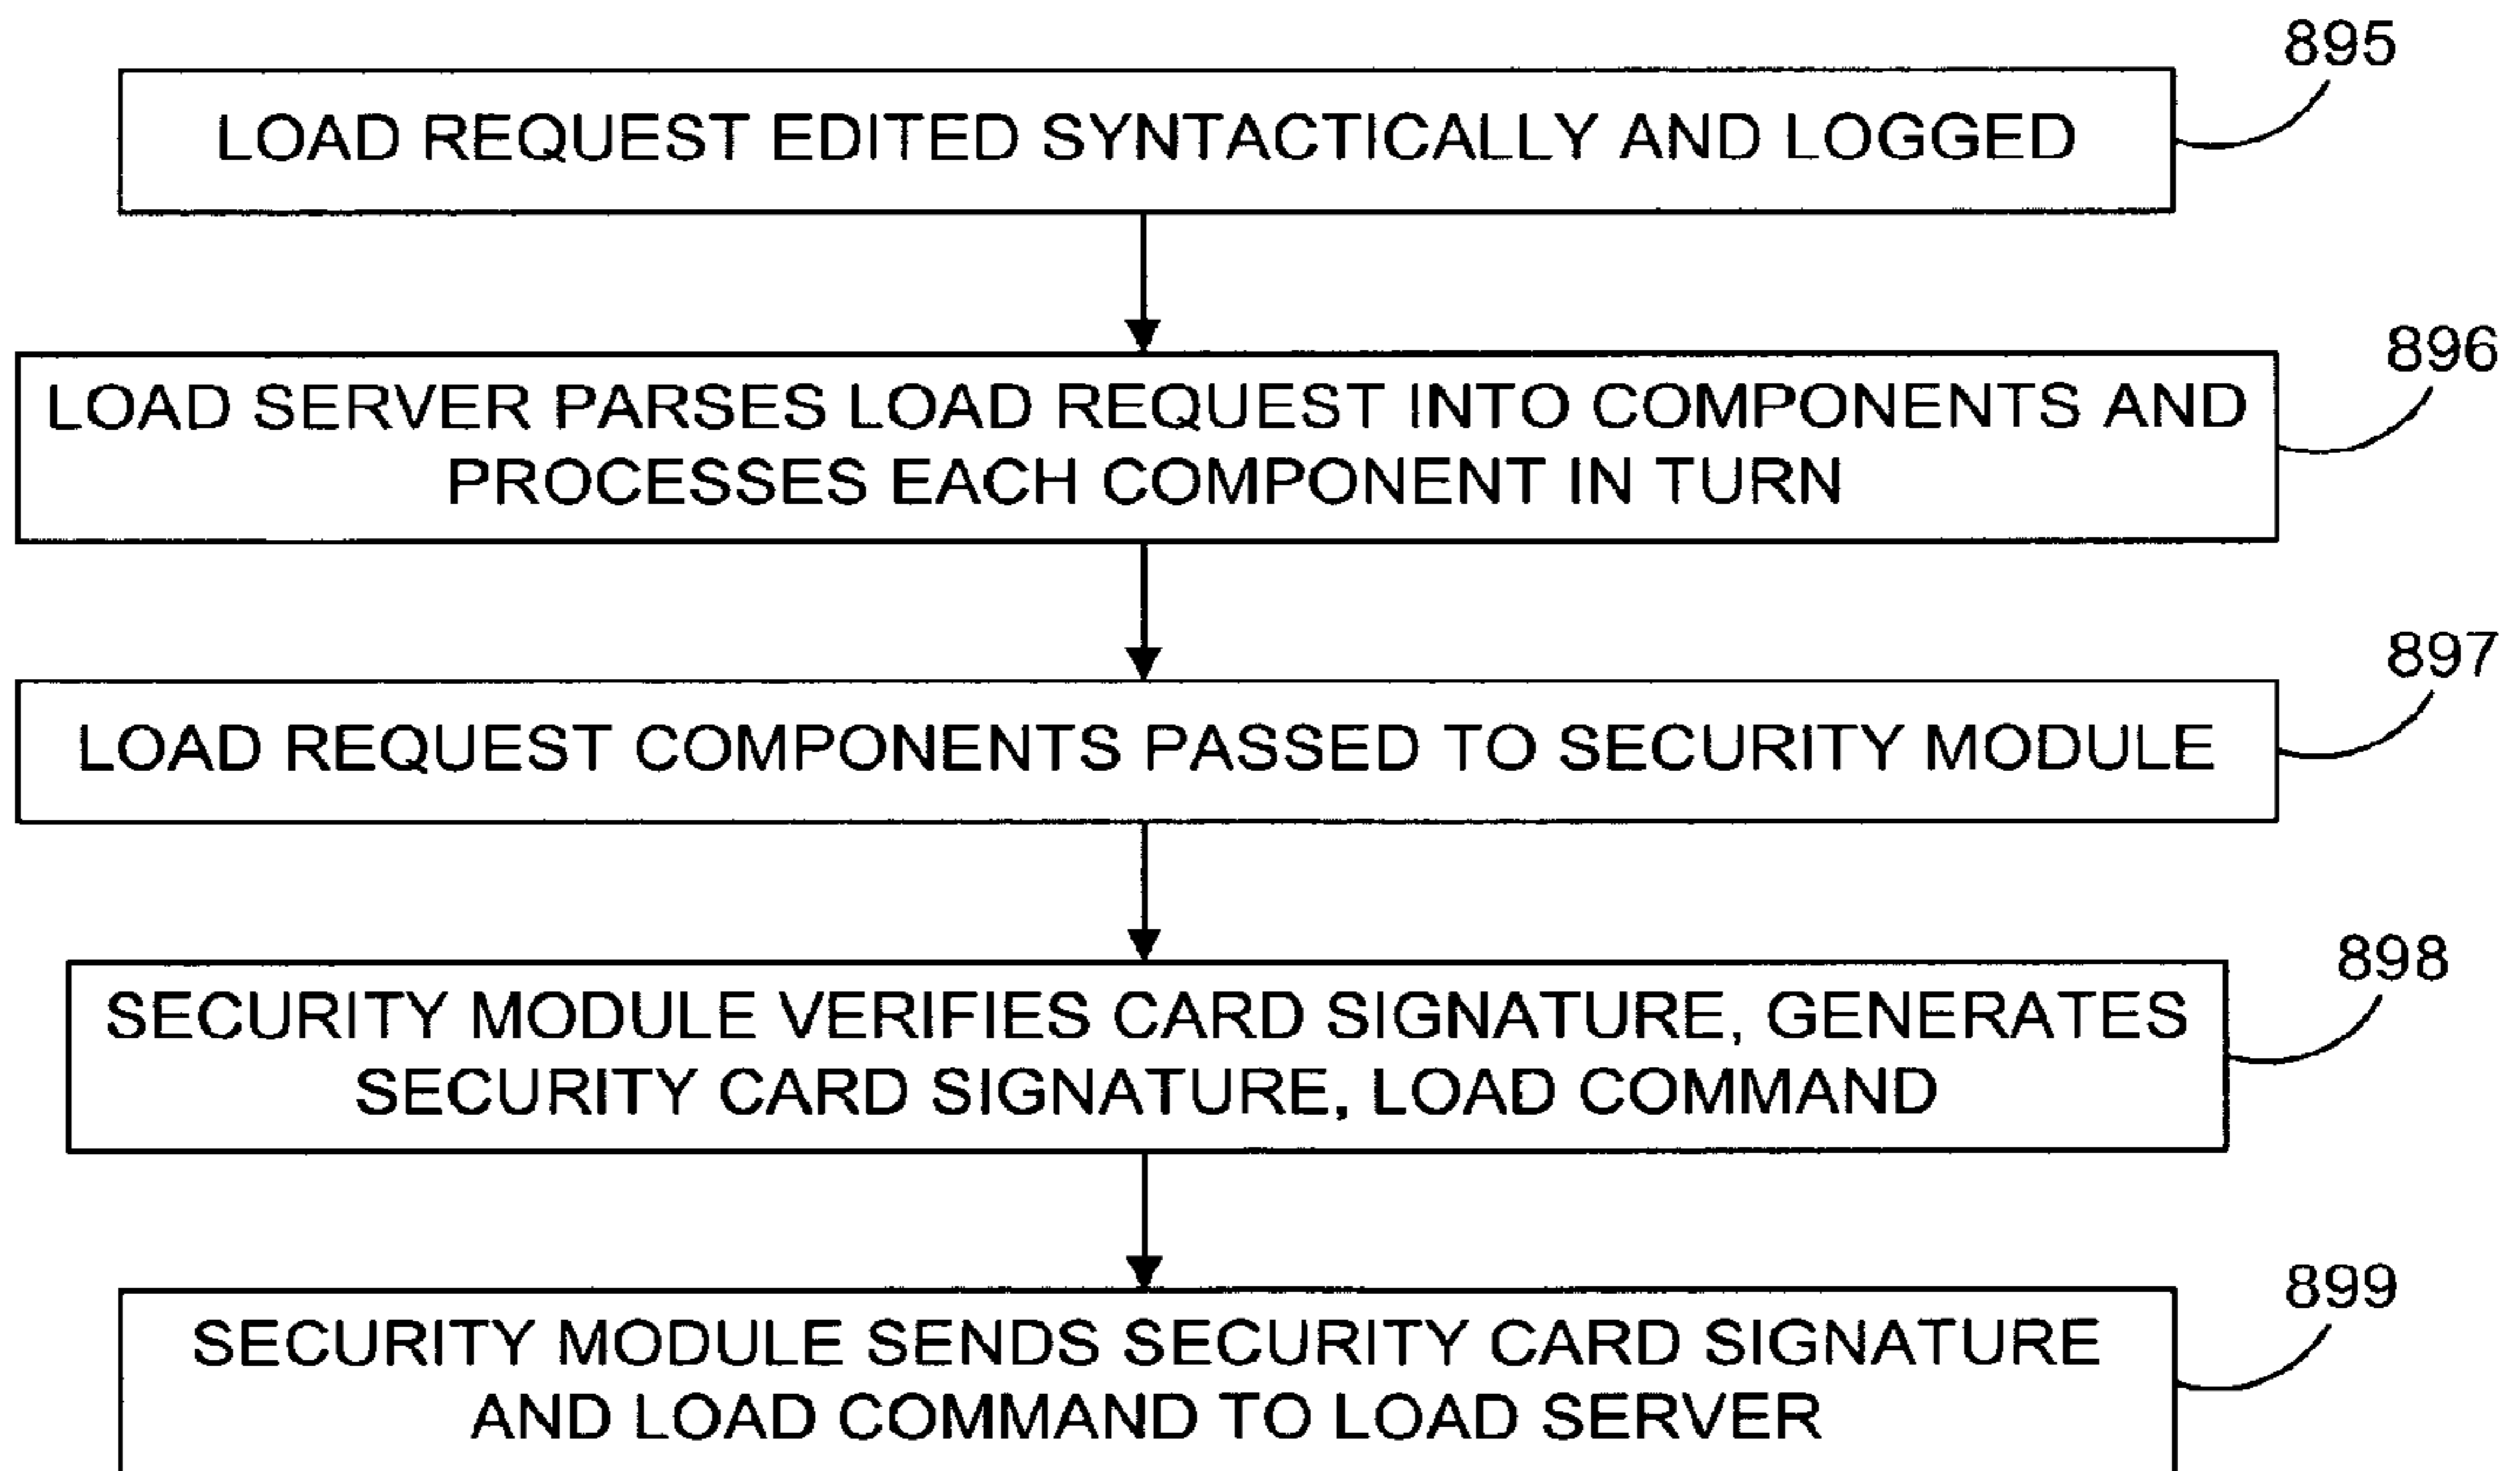 895
LOAD REQUEST EDITED SYNTACTICALLY AND LOGGED
896
LOAD SERVER PARSES LOAD REQUEST INTO COMPONENTS AND
PROCESSES EACH COMPONENT IN TURN
897
LOAD REQUEST COMPONENTS PASSED TO SECURITY MODULE
898
SECURITY MODULE VERIFIES CARD SIGNATURE, GENERATES
SECURITY CARD SIGNATURE, LOAD COMMAND
899
SECURITY MODULE SENDS SECURITY CARD SIGNATURE
AND LOAD COMMAND TO LOAD SERVER